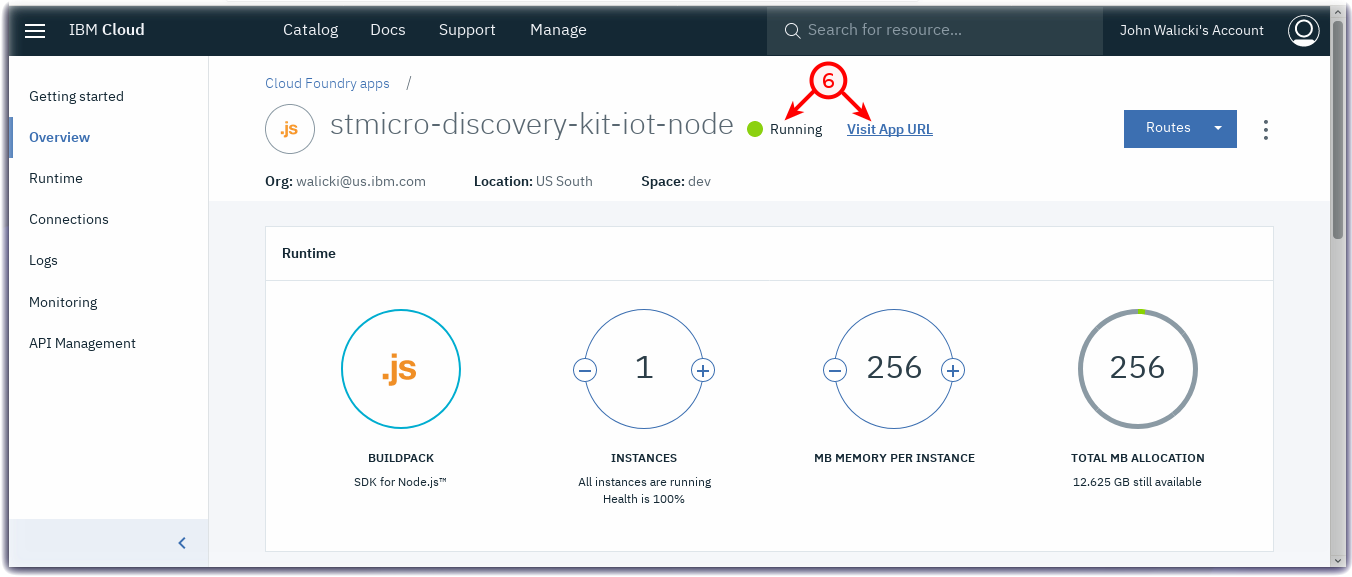 IBM Cloud
Catalog
Docs
Support
Manage
Search for resource...
John Walicki's Account
Getting started
Overview
Runtime
Connections
Logs
Monitoring
API Management
Cloud Foundry apps /
6
.js
stmicro-discovery-kit-iot-node
Running
Visit App URL
Routes
Org: walicki@us.ibm.com
Location: US South
Space: dev
Runtime
.js
BUILDPACK
SDK for Node.js™
1
INSTANCES
All instances are running
Health is 100%
256
MB MEMORY PER INSTANCE
256
TOTAL MB ALLOCATION
12.625 GB still available